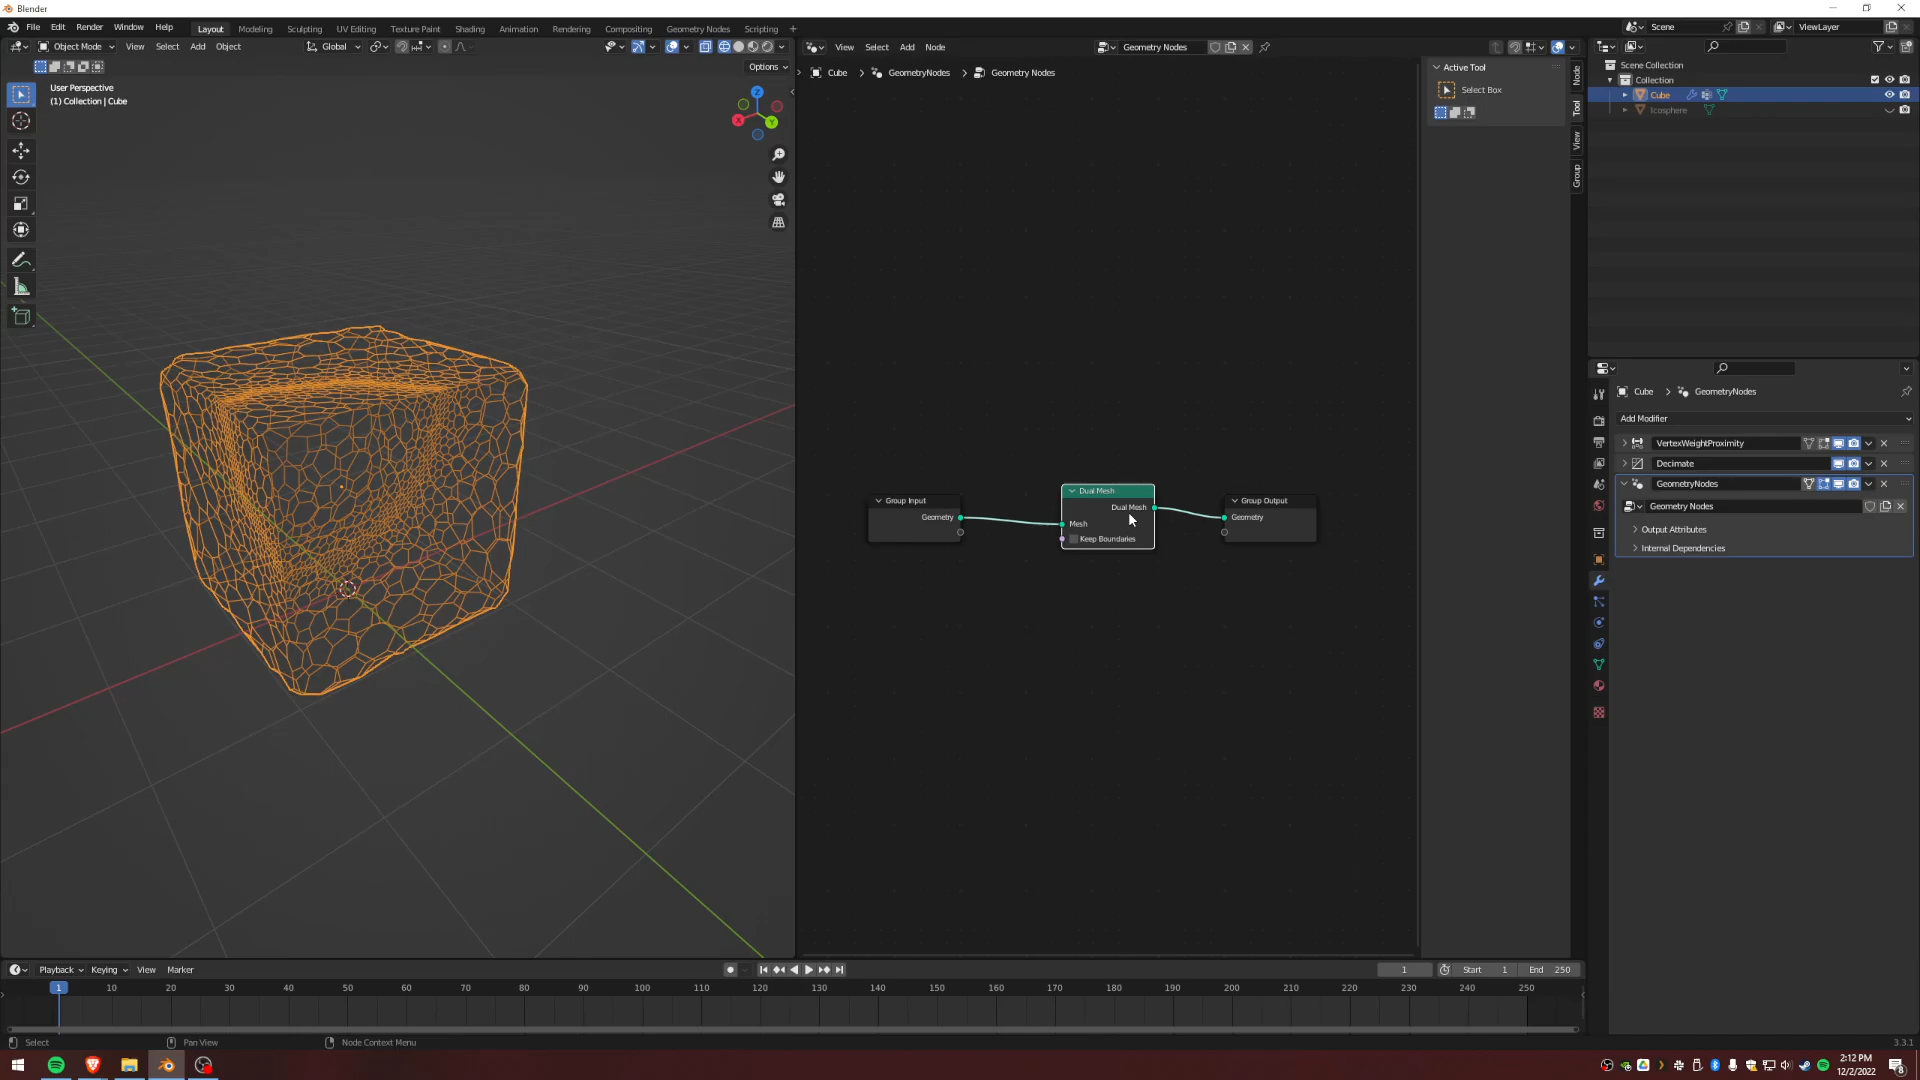 Blender
File Edit Render Window Help
Layout Modeling Sculpting UV Editing Texture Paint Shading Animation Rendering Compositing Geometry Nodes Scripting +
Scene
ViewLayer
Object Mode View Select Add Object
Global
View Select Add Node
Geometry Nodes
Options
User Perspective
(1) Collection | Cube
Z
X
Y
Cube > GeometryNodes > Geometry Nodes
Group Input
Geometry
Dual Mesh
Dual Mesh
Mesh
Keep Boundaries
Group Output
Geometry
Active Tool
Select Box
Node
Tool
View
Group
Scene Collection
Collection
Cube
Icosphere
Cube > GeometryNodes
Add Modifier
VertexWeightProximity
Decimate
GeometryNodes
Geometry Nodes
Output Attributes
Internal Dependencies
Playback Keying View Marker
1 Start 1 End 250
1 10 20 30 40 50 60 70 80 90 100 110 120 130 140 150 160 170 180 190 200 210 220 230 240 250
Select Pan View Node Context Menu
3.3.1
2:12 PM
12/2/2022
8